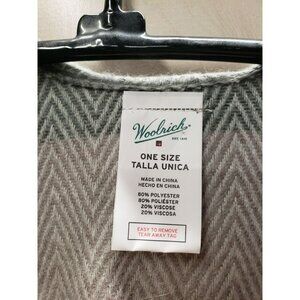 Woolrich
EST. 1830
ONE SIZE
TALLA UNICA
MADE IN CHINA
HECHO EN CHINA
80% POLYESTER
80% POLIÉSTER
20% VISCOSE
20% VISCOSA
EASY TO REMOVE
TEAR AWAY TAG